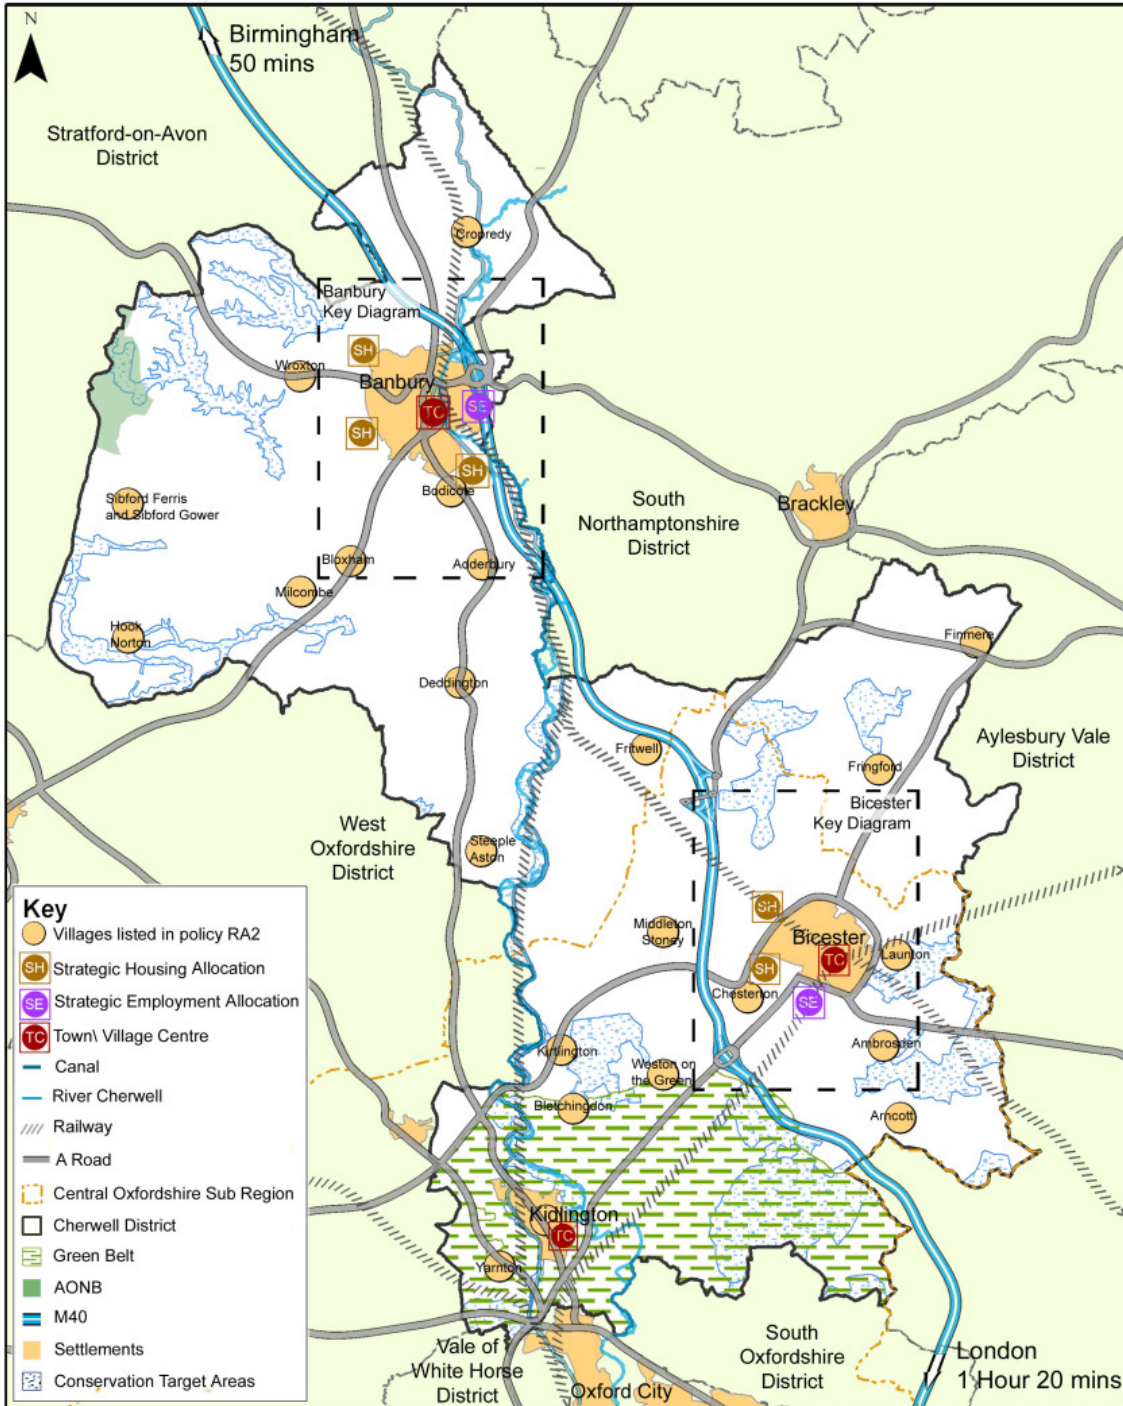 N
Birmingham
50 mins
Stratford-on-Avon
District
Cropredy
Banbury
Key Diagram
SH
Wroxton
Banbury
TC
SE
SH
SH
Bodicote
Sibford Ferris
and Sibford Gower
South
Northamptonshire
District
Brackley
Bloxham
Adderbury
Milcombe
Hook
Norton
Finmere
Deddington
Fritwell
Aylesbury Vale
District
Fringford
Bicester
Key Diagram
West
Oxfordshire
District
Steeple
Aston
SH
Middleton
Stoney
Bicester
TC
Launton
SH
Chesterton
SE
Kirtlington
Weston on
the Green
Ambrosden
Bletchingdon
Arncott
Kidlington
TC
Yarnton
Vale of
White Horse
District
Oxford City
South
Oxfordshire
District
London
1 Hour 20 mins
Key
Villages listed in policy RA2
SH Strategic Housing Allocation
SE Strategic Employment Allocation
TC Town\ Village Centre
Canal
River Cherwell
Railway
A Road
Central Oxfordshire Sub Region
Cherwell District
Green Belt
AONB
M40
Settlements
Conservation Target Areas